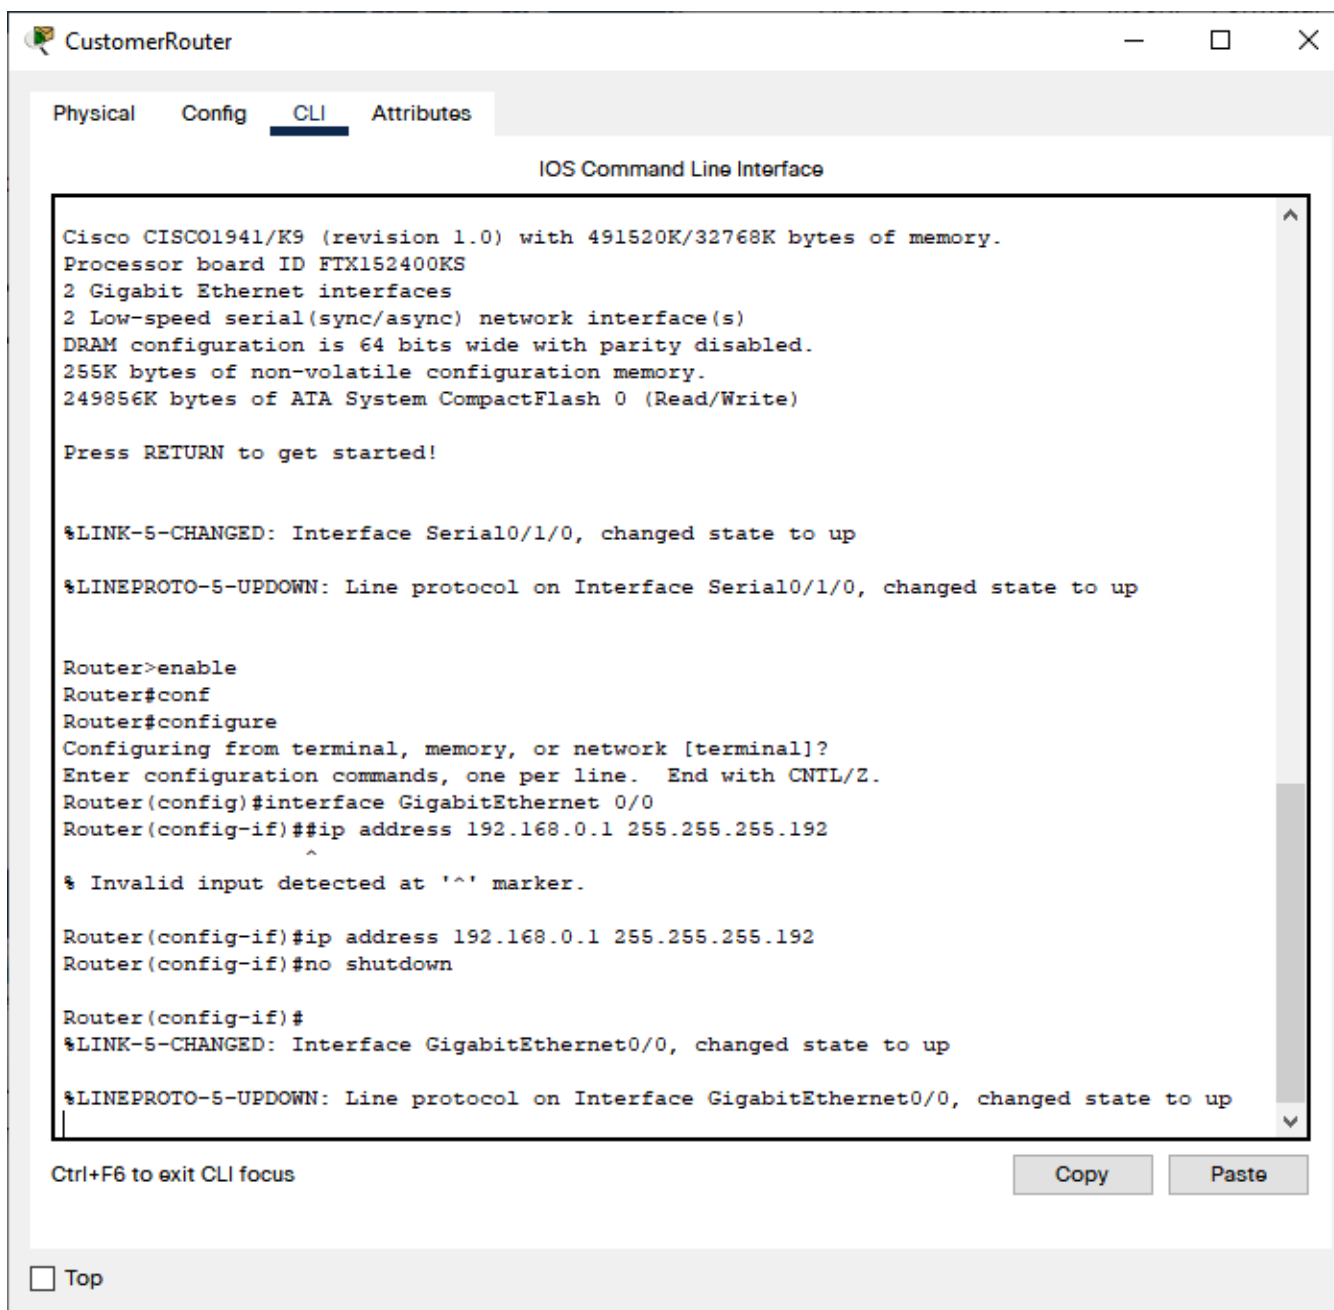 CustomerRouter
Physical Config CLI Attributes
IOS Command Line Interface
Cisco CISCO1941/K9 (revision 1.0) with 491520K/32768K bytes of memory.
Processor board ID FTX152400KS
2 Gigabit Ethernet interfaces
2 Low-speed serial(sync/async) network interface(s)
DRAM configuration is 64 bits wide with parity disabled.
255K bytes of non-volatile configuration memory.
249856K bytes of ATA System CompactFlash 0 (Read/Write)
Press RETURN to get started!
%LINK-5-CHANGED: Interface Serial0/1/0, changed state to up
%LINEPROTO-5-UPDOWN: Line protocol on Interface Serial0/1/0, changed state to up
Router>enable
Router#conf
Router#configure
Configuring from terminal, memory, or network [terminal]?
Enter configuration commands, one per line.  End with CNTL/Z.
Router(config)#interface GigabitEthernet 0/0
Router(config-if)##ip address 192.168.0.1 255.255.255.192
^
% Invalid input detected at '^' marker.
Router(config-if)#ip address 192.168.0.1 255.255.255.192
Router(config-if)#no shutdown
Router(config-if)#
%LINK-5-CHANGED: Interface GigabitEthernet0/0, changed state to up
%LINEPROTO-5-UPDOWN: Line protocol on Interface GigabitEthernet0/0, changed state to up
Ctrl+F6 to exit CLI focus
Copy Paste
Top